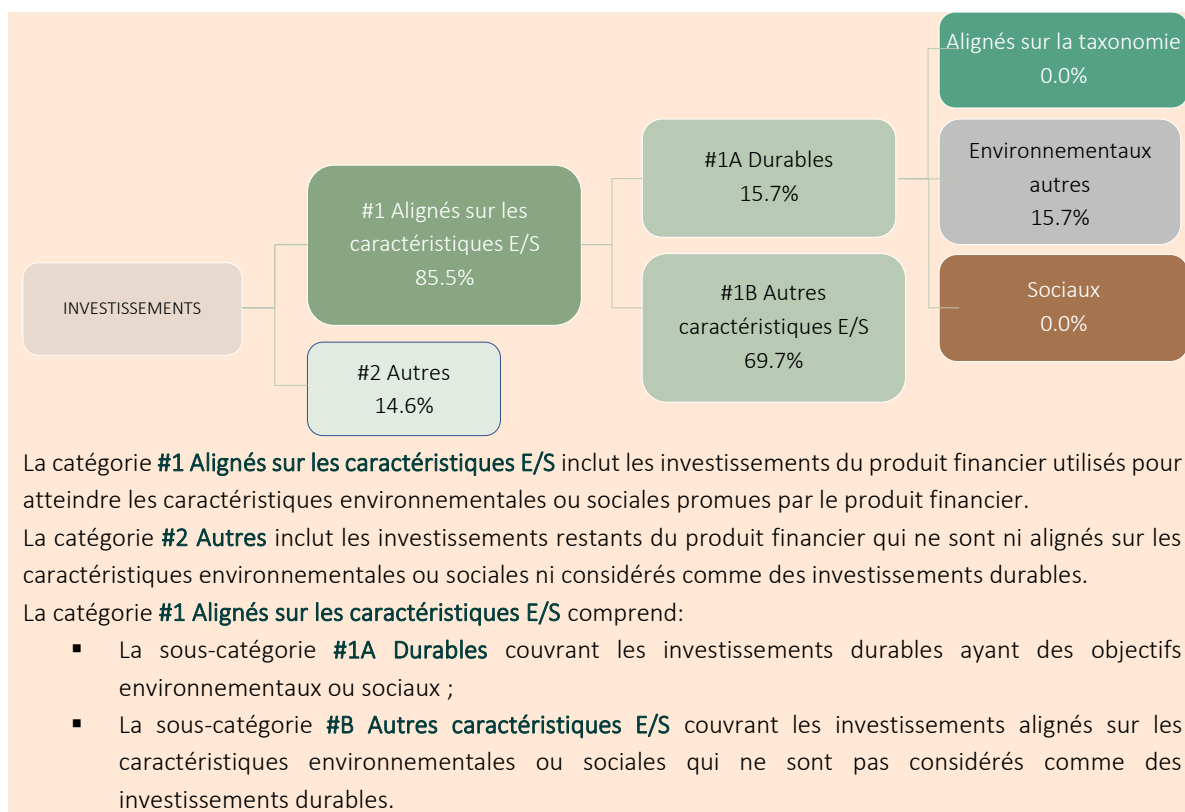 Alignés sur la taxonomie
0.0%
#1A Durables
15.7%
Environnementaux
autres
15.7%
#1 Alignés sur les
caractéristiques E/S
85.5%
INVESTISSEMENTS
#1B Autres
caractéristiques E/S
69.7%
Sociaux
0.0%
#2 Autres
14.6%
La catégorie #1 Alignés sur les caractéristiques E/S inclut les investissements du produit financier utilisés pour
atteindre les caractéristiques environnementales ou sociales promues par le produit financier.
La catégorie #2 Autres inclut les investissements restants du produit financier qui ne sont ni alignés sur les
caractéristiques environnementales ou sociales ni considérés comme des investissements durables.
La catégorie #1 Alignés sur les caractéristiques E/S comprend:
▪ La sous-catégorie #1A Durables couvrant les investissements durables ayant des objectifs
environnementaux ou sociaux ;
▪ La sous-catégorie #B Autres caractéristiques E/S couvrant les investissements alignés sur les
caractéristiques environnementales ou sociales qui ne sont pas considérés comme des
investissements durables.